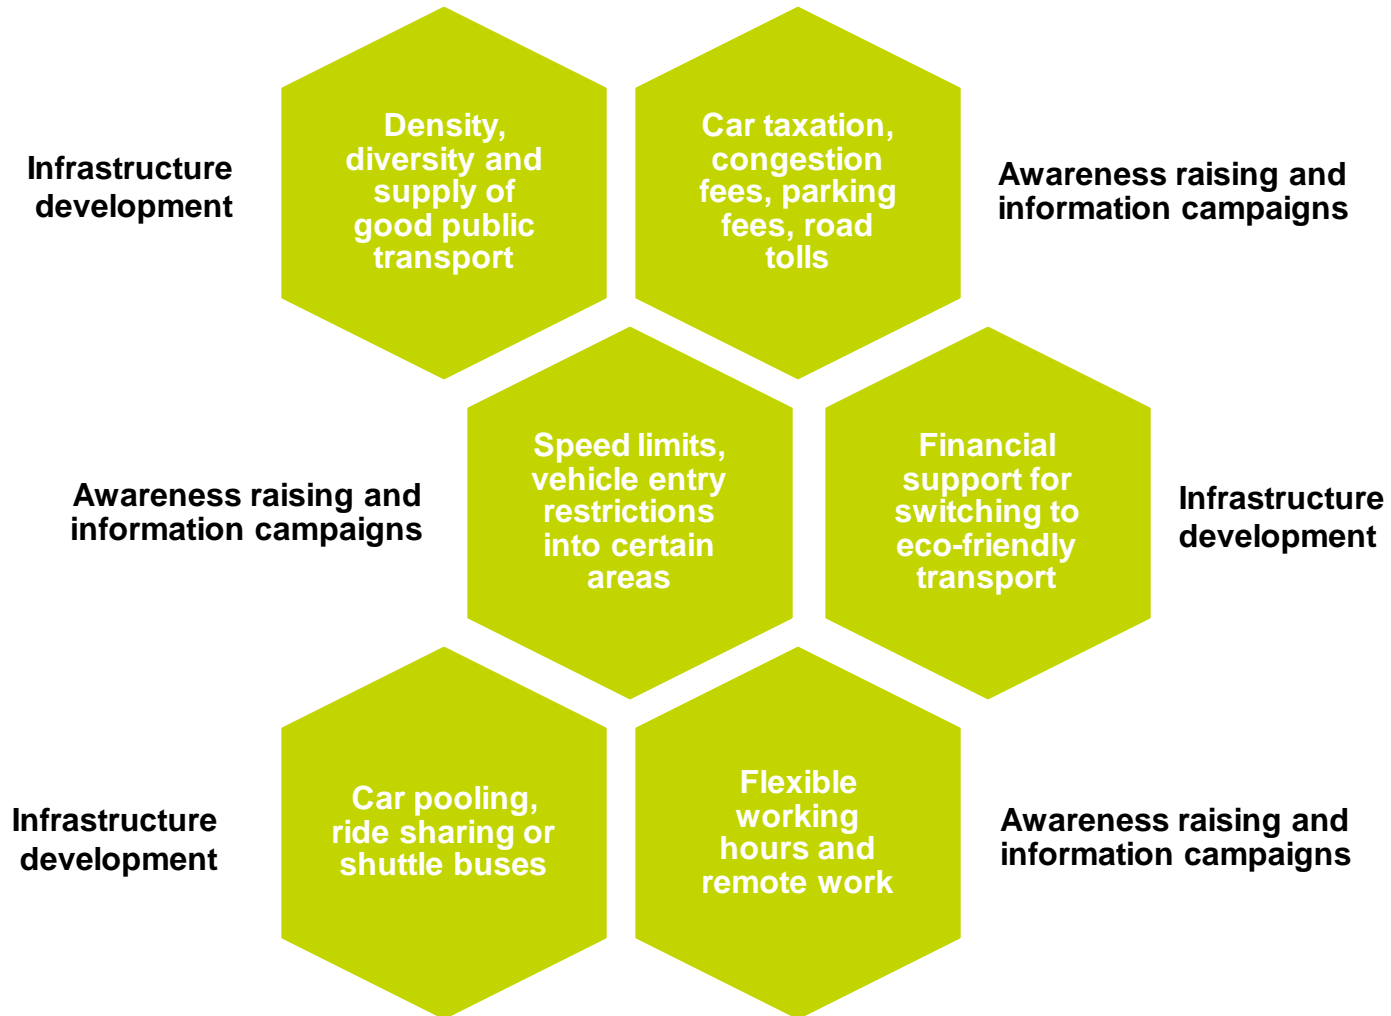 Infrastructure
development
Density,
diversity and
supply of
good public
transport
Car taxation,
congestion
fees, parking
fees, road
tolls
Awareness raising and
information campaigns
Awareness raising and
information campaigns
Speed limits,
vehicle entry
restrictions
into certain
areas
Financial
support for
switching to
eco-friendly
transport
Infrastructure
development
Infrastructure
development
Car pooling,
ride sharing or
shuttle buses
Flexible
working
hours and
remote work
Awareness raising and
information campaigns